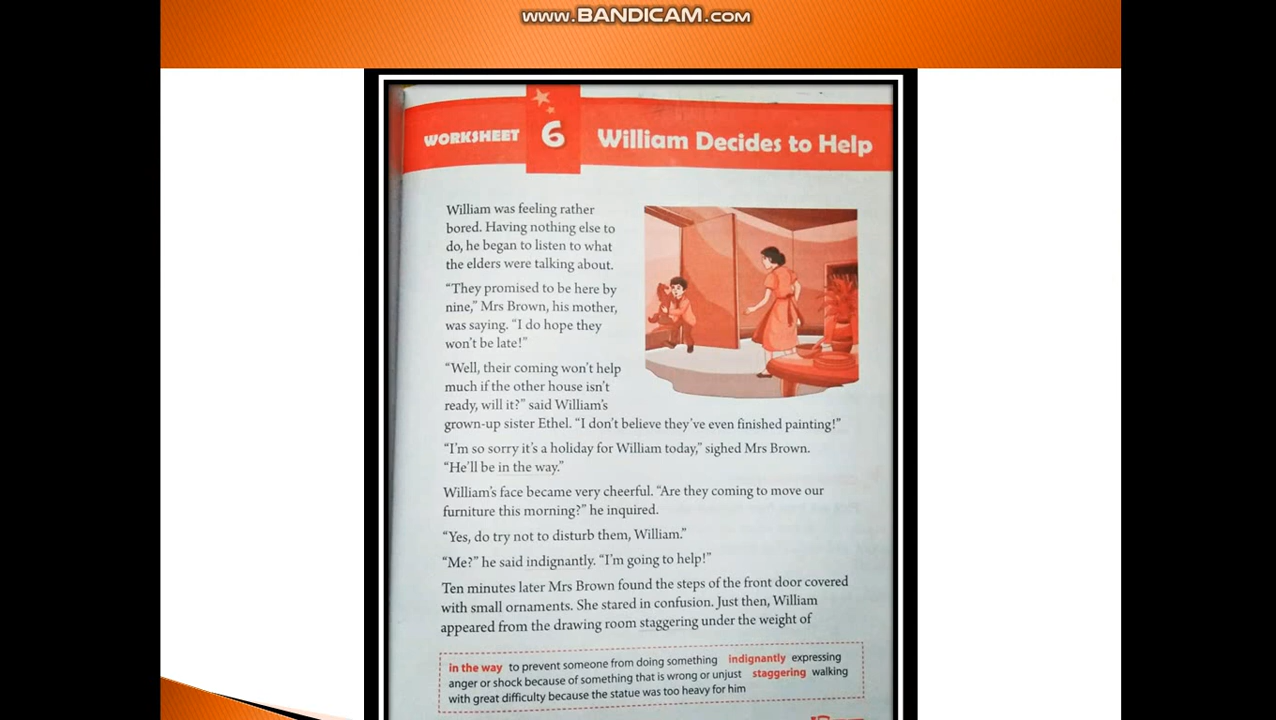 www.BANDICAM.com
WORKSHEET 6 William Decides to Help
William was feeling rather
bored. Having nothing else to
do, he began to listen to what
the elders were talking about.
“They promised to be here by
nine,” Mrs Brown, his mother,
was saying. “I do hope they
won’t be late!”
“Well, their coming won’t help
much if the other house isn’t
ready, will it?” said William’s
grown-up sister Ethel. “I don’t believe they’ve even finished painting!”
“I’m so sorry it’s a holiday for William today,” sighed Mrs Brown.
“He’ll be in the way.”
William’s face became very cheerful. “Are they coming to move our
furniture this morning?” he inquired.
“Yes, do try not to disturb them, William.”
“Me?” he said indignantly. “I’m going to help!”
Ten minutes later Mrs Brown found the steps of the front door covered
with small ornaments. She stared in confusion. Just then, William
appeared from the drawing room staggering under the weight of
in the way to prevent someone from doing something indignantly expressing
anger or shock because of something that is wrong or unjust staggering walking
with great difficulty because the statue was too heavy for him